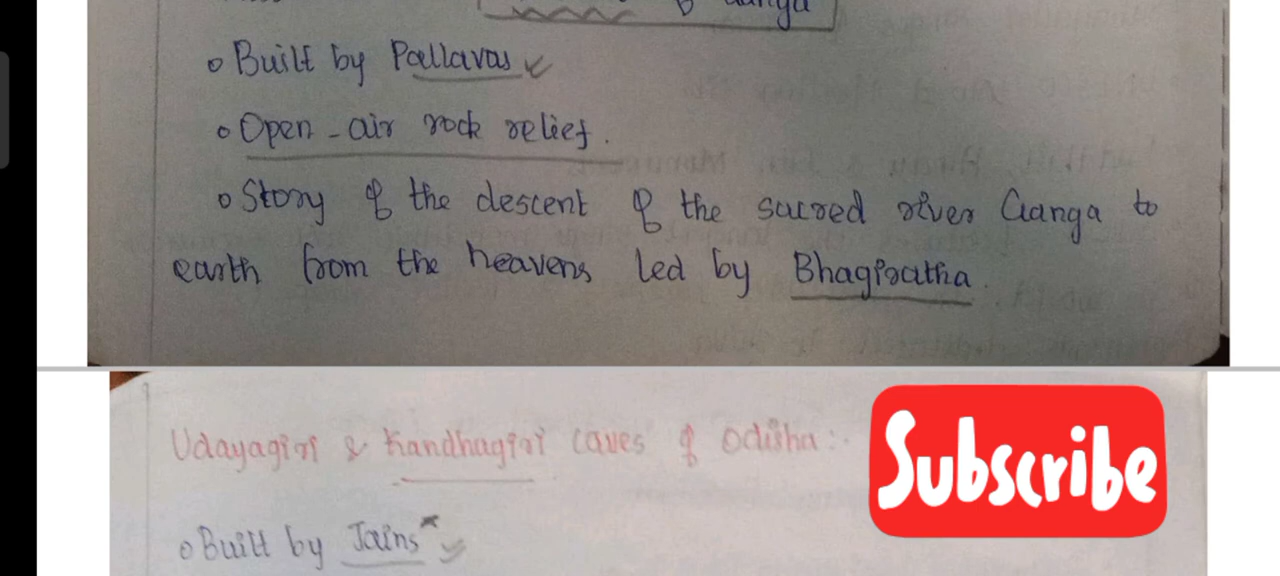 Ganga
o Built by Pallavas ✓
o Open-air rock relief.
o Story of the descent of the sacred river Ganga to
earth from the heavens led by Bhagiratha.
Udayagiri & Kandhagiri caves of Odisha:
o Built by Jains
Subscribe